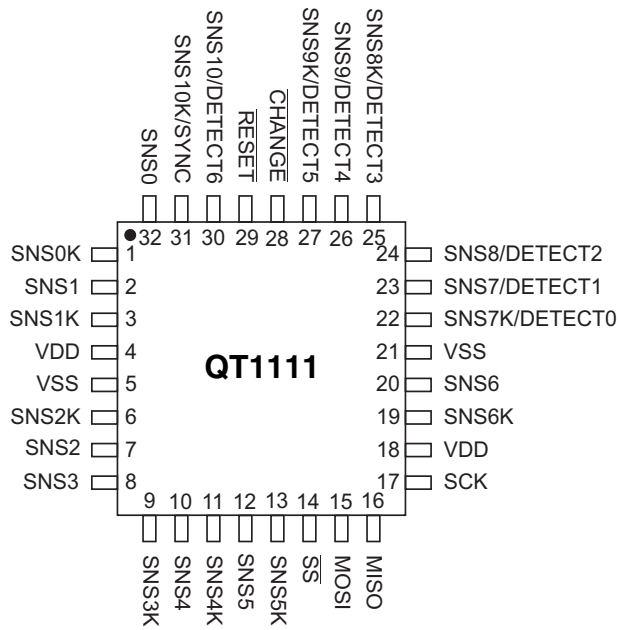 SNS0
SNS10K/SYNC
SNS10/DETECT6
RESET
CHANGE
SNS9K/DETECT5
SNS9/DETECT4
SNS8K/DETECT3
32 31 30 29 28 27 26 25
SNS0K 1
SNS1 2
SNS1K 3
VDD 4
VSS 5
SNS2K 6
SNS2 7
SNS3 8
QT1111
24 SNS8/DETECT2
23 SNS7/DETECT1
22 SNS7K/DETECT0
21 VSS
20 SNS6
19 SNS6K
18 VDD
17 SCK
9 10 11 12 13 14 15 16
SNS3K
SNS4
SNS4K
SNS5
SNS5K
SS
MOSI
MISO